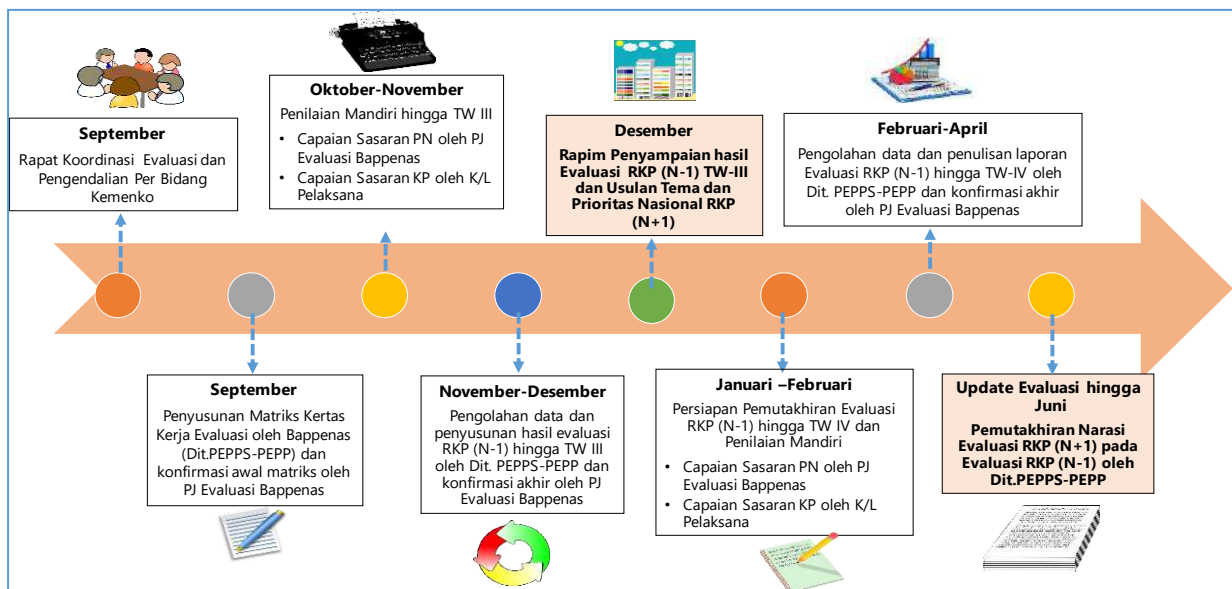 September
Rapat Koordinasi Evaluasi dan
Pengendalian Per Bidang
Kemenko
September
Penyusunan Matriks Kertas
Kerja Evaluasi oleh Bappenas
(Dit.PEPPS-PEPP) dan
konfirmasi awal matriks oleh
PJ Evaluasi Bappenas
Oktober-November
Penilaian Mandiri hingga TW III
• Capaian Sasaran PN oleh PJ
Evaluasi Bappenas
• Capaian Sasaran KP oleh K/L
Pelaksana
November-Desember
Pengolahan data dan
penyusunan hasil evaluasi
RKP (N-1) hingga TW III
oleh Dit. PEPPS-PEPP dan
konfirmasi akhir oleh PJ
Evaluasi Bappenas
Desember
Rapim Penyampaian hasil
Evaluasi RKP (N-1) TW-III
dan Usulan Tema dan
Prioritas Nasional RKP
(N+1)
Januari –Februari
Persiapan Pemutakhiran Evaluasi
RKP (N-1) hingga TW IV dan
Penilaian Mandiri
• Capaian Sasaran PN oleh PJ
Evaluasi Bappenas
• Capaian Sasaran KP oleh K/L
Pelaksana
Februari-April
Pengolahan data dan penulisan laporan
Evaluasi RKP (N-1) hingga TW-IV oleh
Dit. PEPPS-PEPP dan konfirmasi akhir
oleh PJ Evaluasi Bappenas
Update Evaluasi hingga
Juni
Pemutakhiran Narasi
Evaluasi RKP (N+1) pada
Evaluasi RKP (N-1) oleh
Dit.PEPPS-PEPP